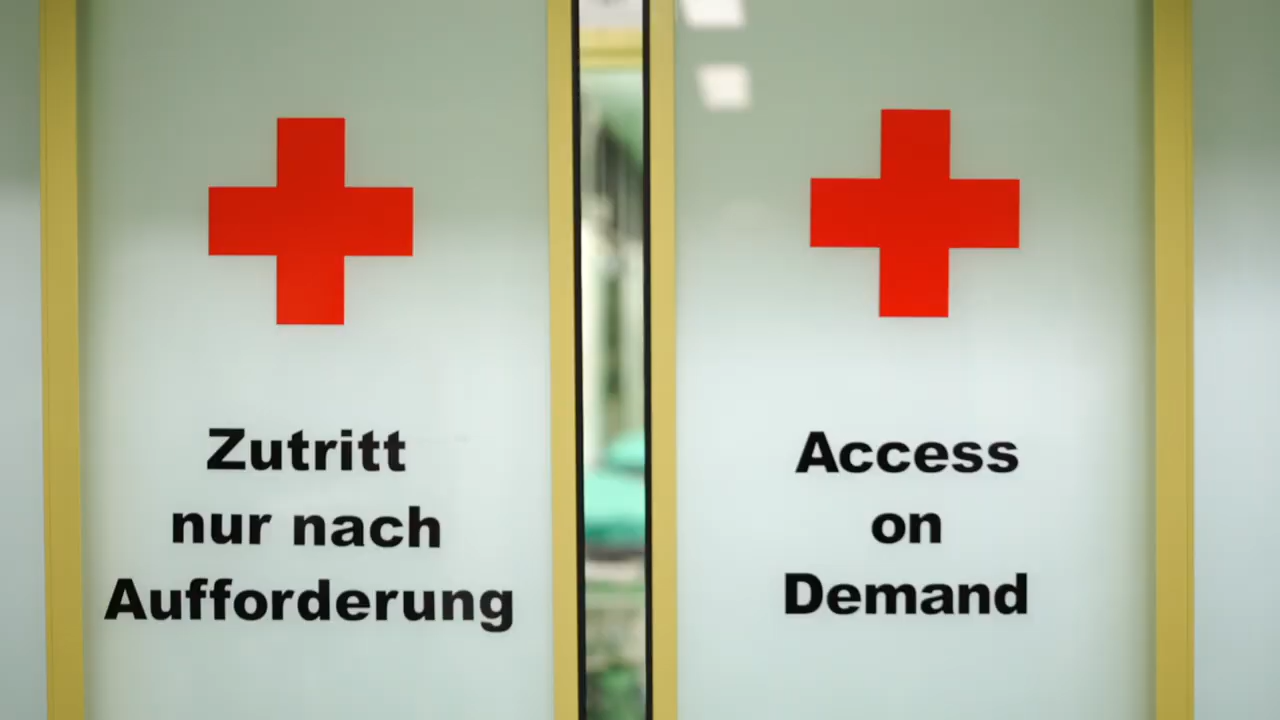 Zutritt
nur nach
Aufforderung
Access
on
Demand